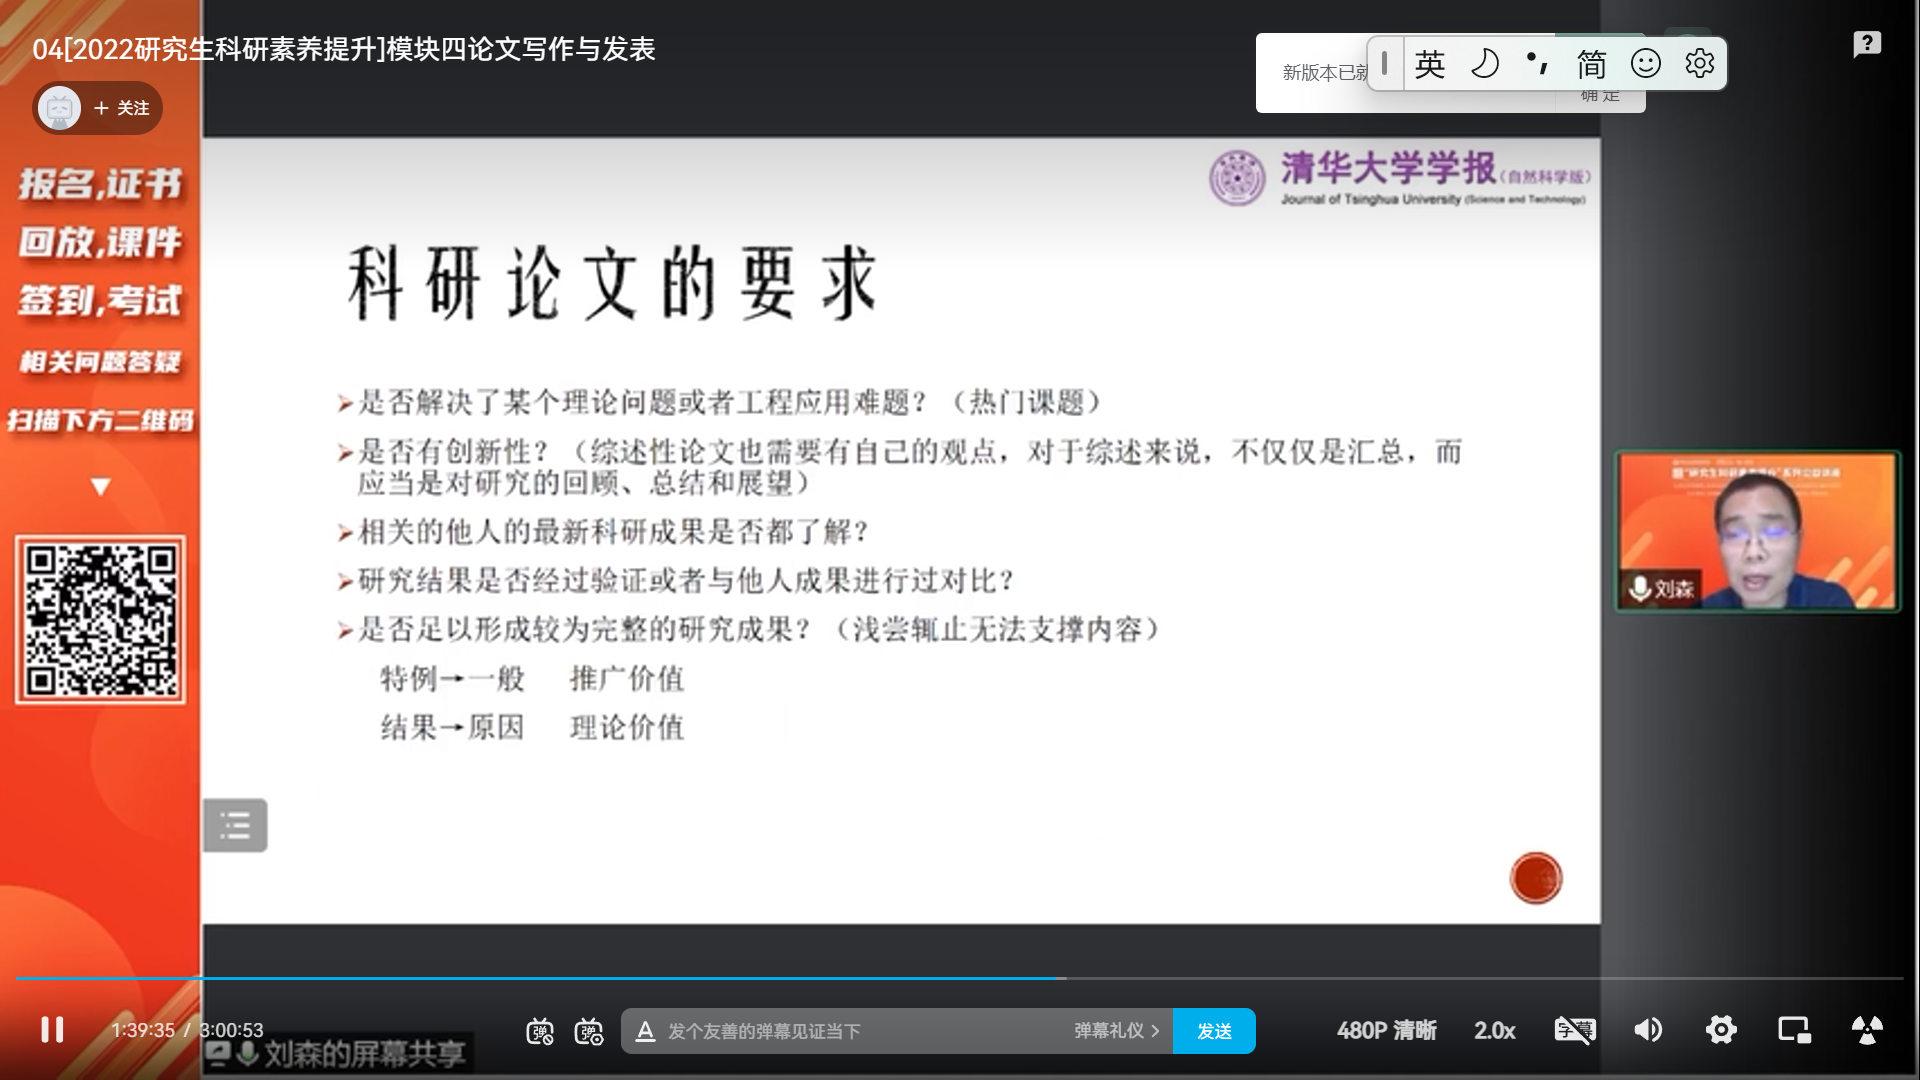 04[2022研究生科研素养提升]模块四论文写作与发表
+ 关注
新版本已就
英 简
确 定
报名,证书
回放,课件
签到,考试
相关问题答疑
扫描下方二维码
清华大学学报(自然科学版)
Journal of Tsinghua University (Science and Technology)
科研论文的要求
➢是否解决了某个理论问题或者工程应用难题？（热门课题）
➢是否有创新性？（综述性论文也需要有自己的观点，对于综述来说，不仅仅是汇总，而
应当是对研究的回顾、总结和展望）
➢相关的他人的最新科研成果是否都了解？
➢研究结果是否经过验证或者与他人成果进行过对比？
➢是否足以形成较为完整的研究成果？（浅尝辄止无法支撑内容）
特例→一般 推广价值
结果→原因 理论价值
刘森
1:39:35 / 3:00:53
弹 弹
A 发个友善的弹幕见证当下 弹幕礼仪 > 发送
480P 清晰 2.0x 字幕
刘森的屏幕共享